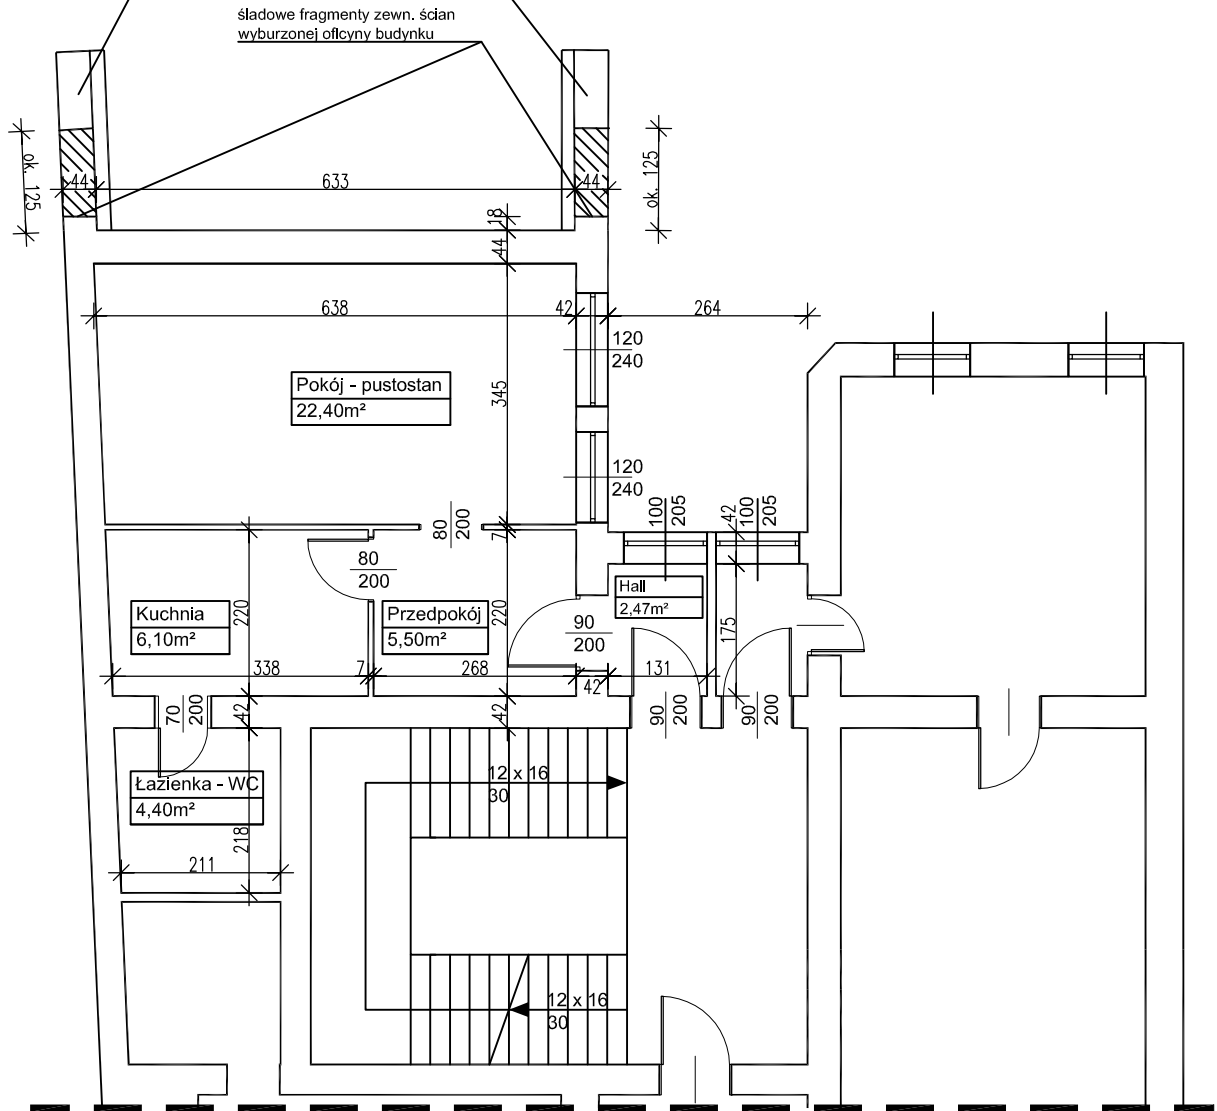 śladowe fragmenty zewn. ścian
wyburzonej oficyny budynku
ok. 125
44
633
44
ok. 125
18
44
638
42
264
120
240
Pokój - pustostan
22,40m²
345
120
240
100
205
42
100
205
80
200
7
80
200
Hall
2,47m²
Kuchnia
6,10m²
220
Przedpokój
5,50m²
220
90
200
175
338
7
268
42
131
70
200
42
42
90
200
90
200
Łazienka - WC
4,40m²
12 x 16
30
218
211
12 x 16
30